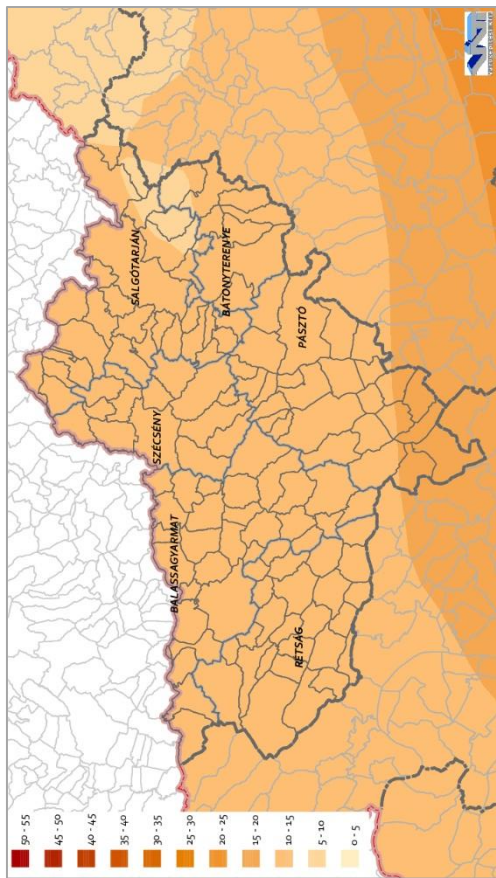 50 - 55
45 - 50
40 - 45
35 - 40
30 - 35
25 - 30
20 - 25
15 - 20
10 - 15
5 - 10
0 - 5
SALGÓTARJÁN
BÁTONYTERENYE
SZÉCSÉNY
BALASSAGYARMAT
PÁSZTÓ
RÉTSÁG